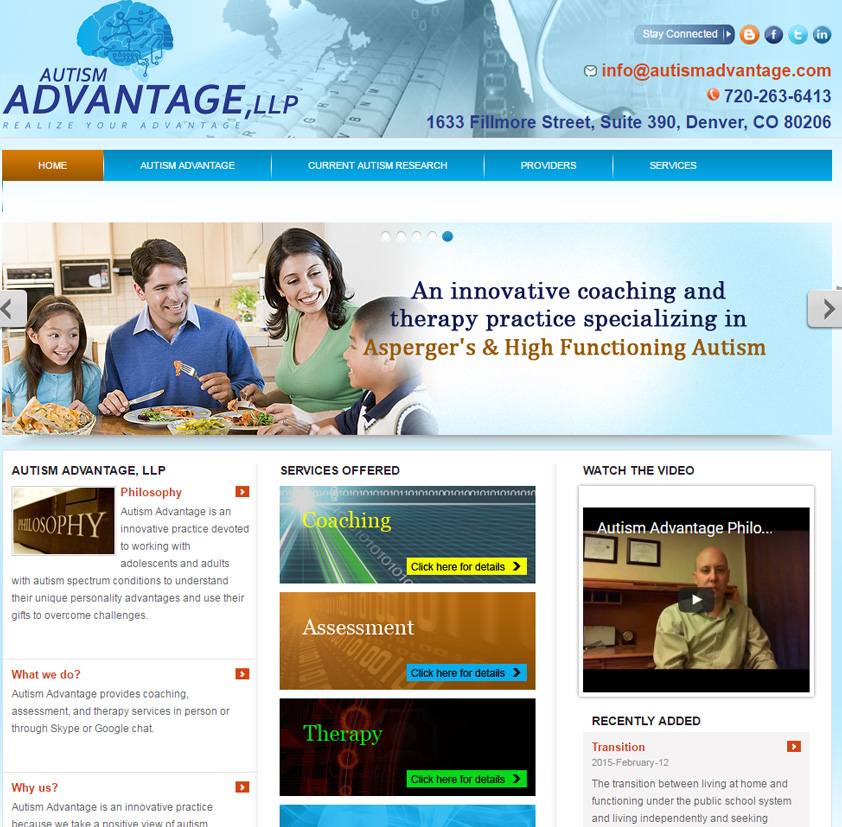 Stay Connected
AUTISM
ADVANTAGE, LLP
REALIZE YOUR ADVANTAGE
info@autismadvantage.com
720-263-6413
1633 Fillmore Street, Suite 390, Denver, CO 80206
HOME
AUTISM ADVANTAGE
CURRENT AUTISM RESEARCH
PROVIDERS
SERVICES
An innovative coaching and
therapy practice specializing in
Asperger's & High Functioning Autism
AUTISM ADVANTAGE, LLP
PHILOSOPHY
Philosophy
Autism Advantage is an
innovative practice devoted
to working with
adolescents and adults
with autism spectrum conditions to understand
their unique personality advantages and use their
gifts to overcome challenges.
What we do?
Autism Advantage provides coaching,
assessment, and therapy services in person or
through Skype or Google chat.
Why us?
Autism Advantage is an innovative practice
because we take a positive view of autism
SERVICES OFFERED
Coaching
Click here for details
Assessment
Click here for details
Therapy
Click here for details
WATCH THE VIDEO
Autism Advantage Philo...
RECENTLY ADDED
Transition
2015-February-12
The transition between living at home and
functioning under the public school system
and living independently and seeking